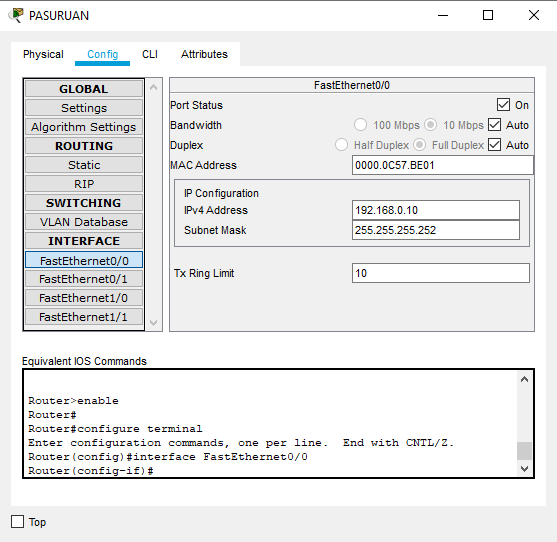 PASURUAN
Physical Config CLI Attributes
GLOBAL
Settings
Algorithm Settings
ROUTING
Static
RIP
SWITCHING
VLAN Database
INTERFACE
FastEthernet0/0
FastEthernet0/1
FastEthernet1/0
FastEthernet1/1
FastEthernet0/0
Port Status On
Bandwidth 100 Mbps 10 Mbps Auto
Duplex Half Duplex Full Duplex Auto
MAC Address 0000.0C57.BE01
IP Configuration
IPv4 Address 192.168.0.10
Subnet Mask 255.255.255.252
Tx Ring Limit 10
Equivalent IOS Commands
Router>enable
Router#
Router#configure terminal
Enter configuration commands, one per line.  End with CNTL/Z.
Router(config)#interface FastEthernet0/0
Router(config-if)#
Top